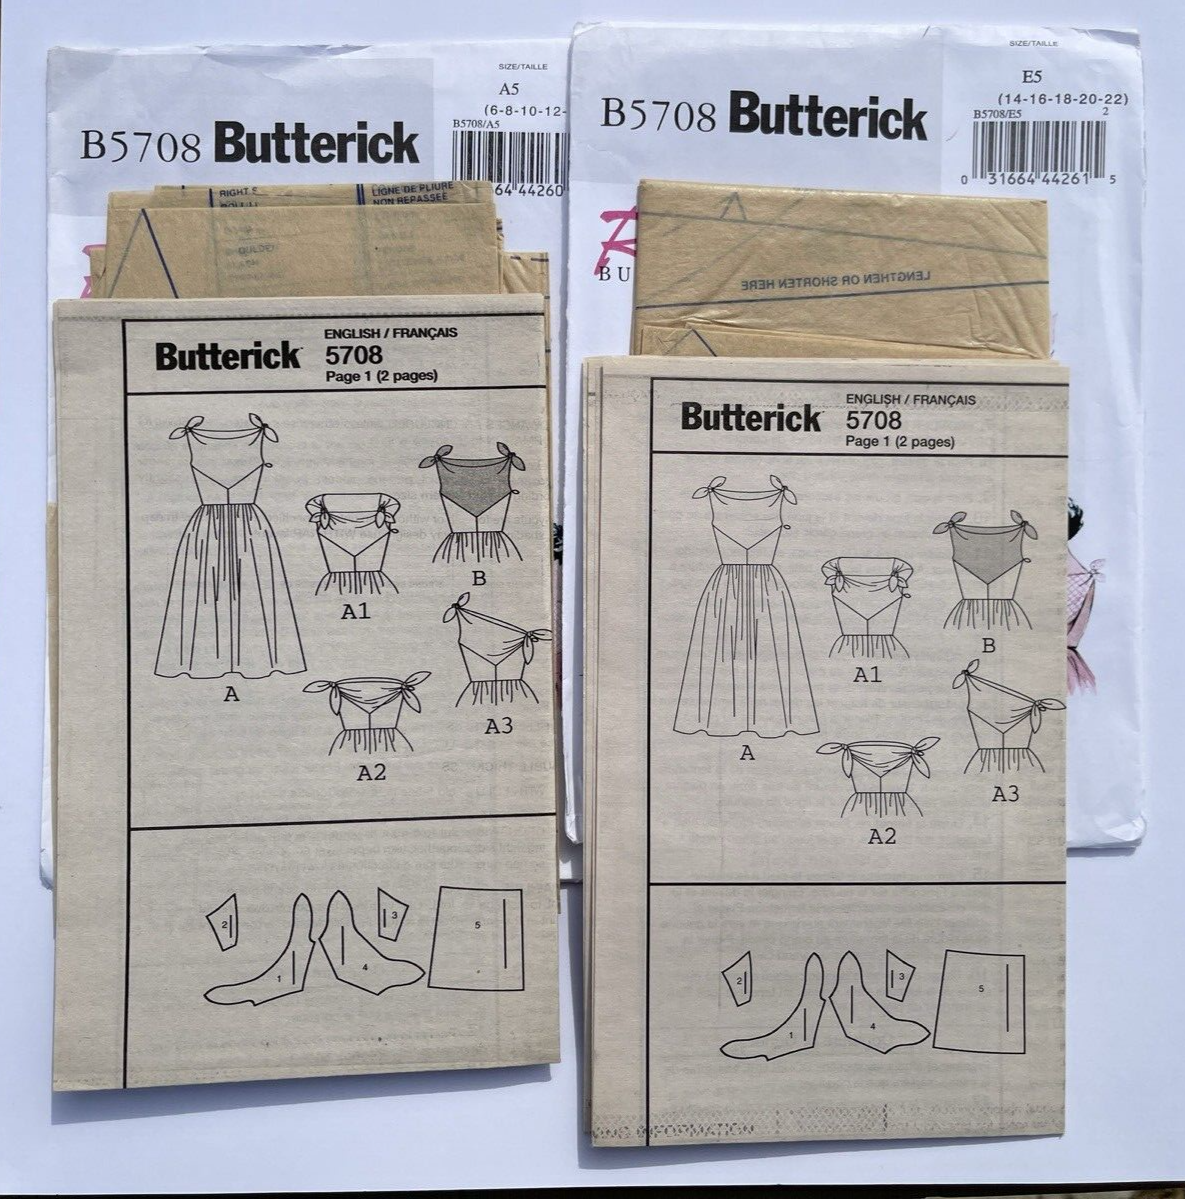 B5708 Butterick
SIZE/TAILLE
A5
(6-8-10-12-
B5708/A5
64 44260
B5708 Butterick
SIZE/TAILLE
E5
(14-16-18-20-22)
B5708/E5
2
0 31664 44261 5
RIGHT S
LIGNE DE PLIURE
NON REPASSÉE
B U
LENGTHEN OR SHORTEN HERE
Butterick
ENGLISH / FRANÇAIS
5708
Page 1 (2 pages)
A
A1
B
A2
A3
2
1
4
3
5
Butterick
ENGLISH / FRANÇAIS
5708
Page 1 (2 pages)
A
A1
B
A2
A3
2
1
4
3
5